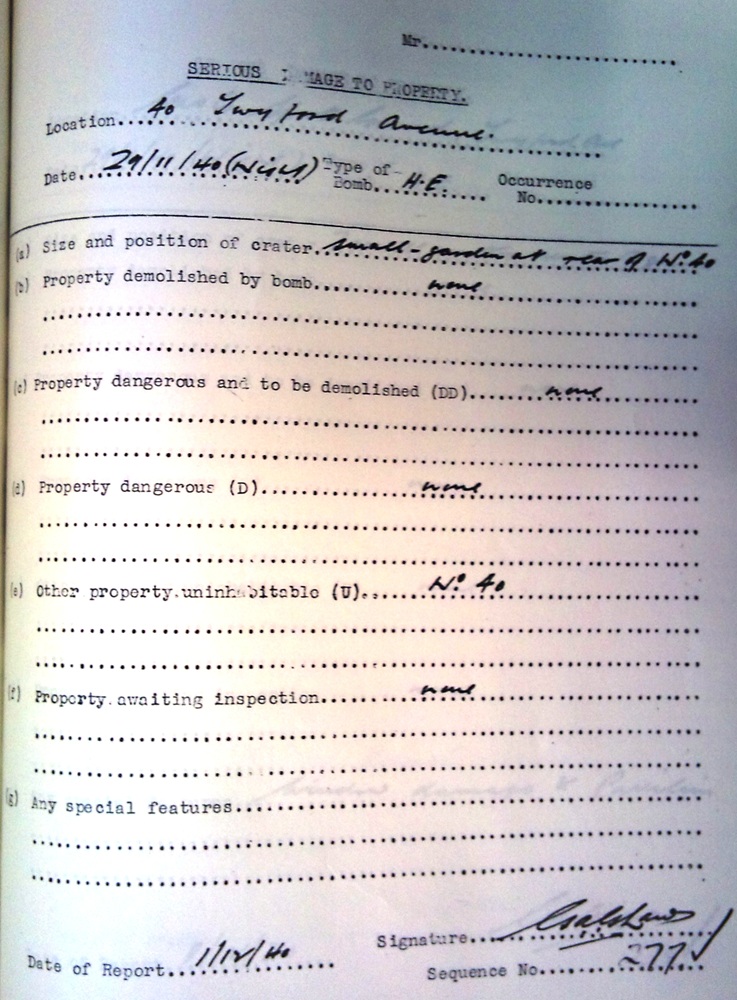 Mr.
SERIOUS DAMAGE TO PROPERTY.
Location 40 Twyford Avenue.
Date 29/11/40 (Night) Type of Bomb H.E. Occurrence No.
(a) Size and position of crater small - garden at rear of No. 40
(b) Property demolished by bomb none
(c) Property dangerous and to be demolished (DD) none
(d) Property dangerous (D) none
(e) Other property uninhabitable (U) No. 40
(f) Property awaiting inspection none
(g) Any special features
Signature
Date of Report 1/12/40
Sequence No. 277